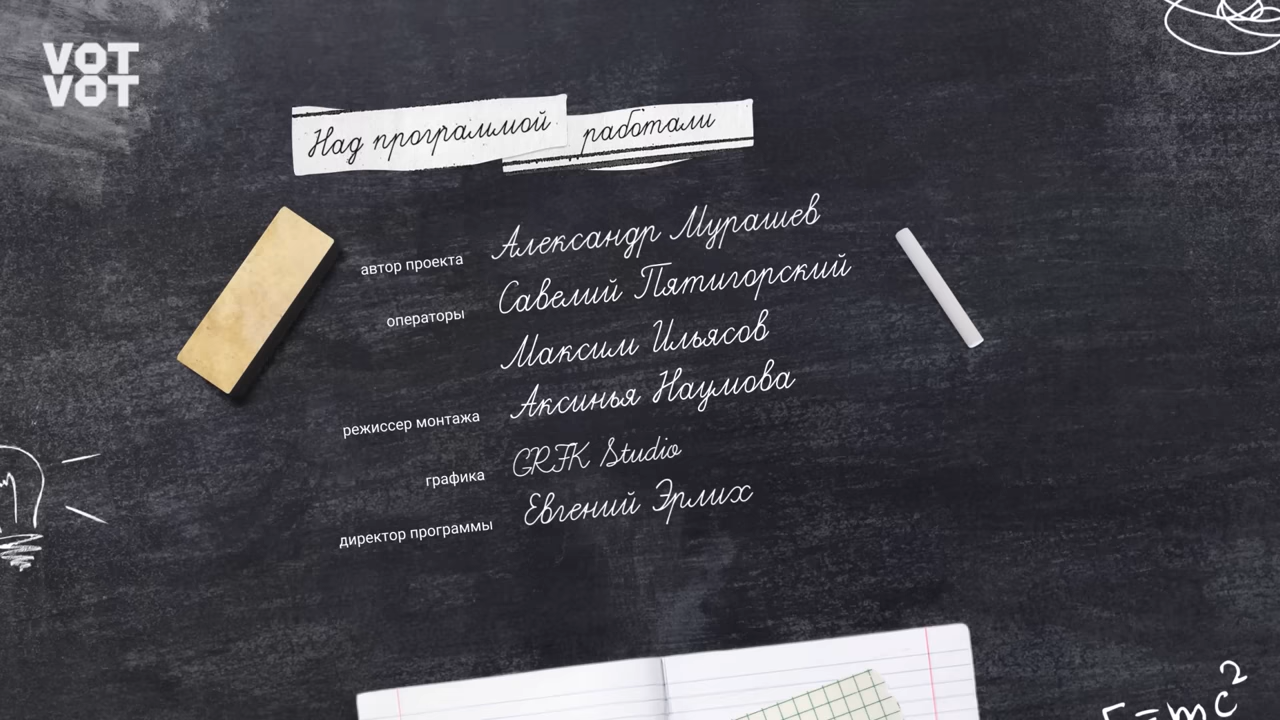 VOT
VOT
Над программой работали
автор проекта Александр Мурашев
операторы Савелий Пятигорский
Максим Ильясов
режиссер монтажа Аксинья Наумова
графика GRFK Studio
директор программы Евгений Эрлих
E=mc²